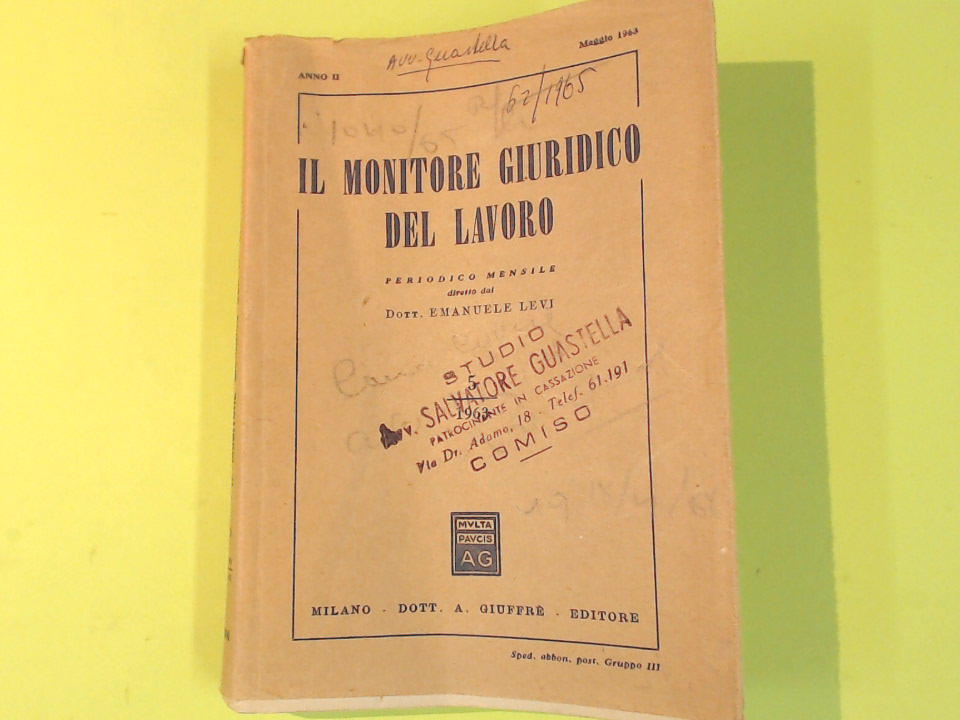 Avv. Guastella
ANNO II
Maggio 1963
62/1965
1040/65
IL MONITORE GIURIDICO
DEL LAVORO
PERIODICO MENSILE
diretto dal
DOTT. EMANUELE LEVI
5
1963
STUDIO
Avv. SALVATORE GUASTELLA
PATROCINANTE IN CASSAZIONE
Via Dr. Adamo, 18 - Telef. 61.191
COMISO
MVLTA
PAVCIS
AG
MILANO - DOTT. A. GIUFFRÈ - EDITORE
Sped. abbon. post. Gruppo III